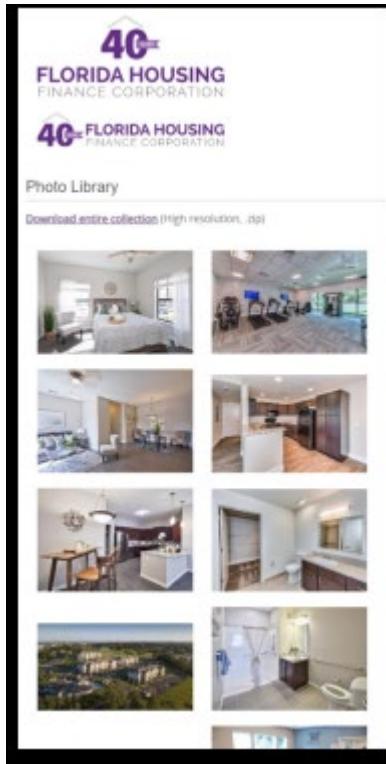 40
FLORIDA HOUSING
FINANCE CORPORATION
40
FLORIDA HOUSING
FINANCE CORPORATION
Photo Library
Download entire collection (High resolution, .zip)